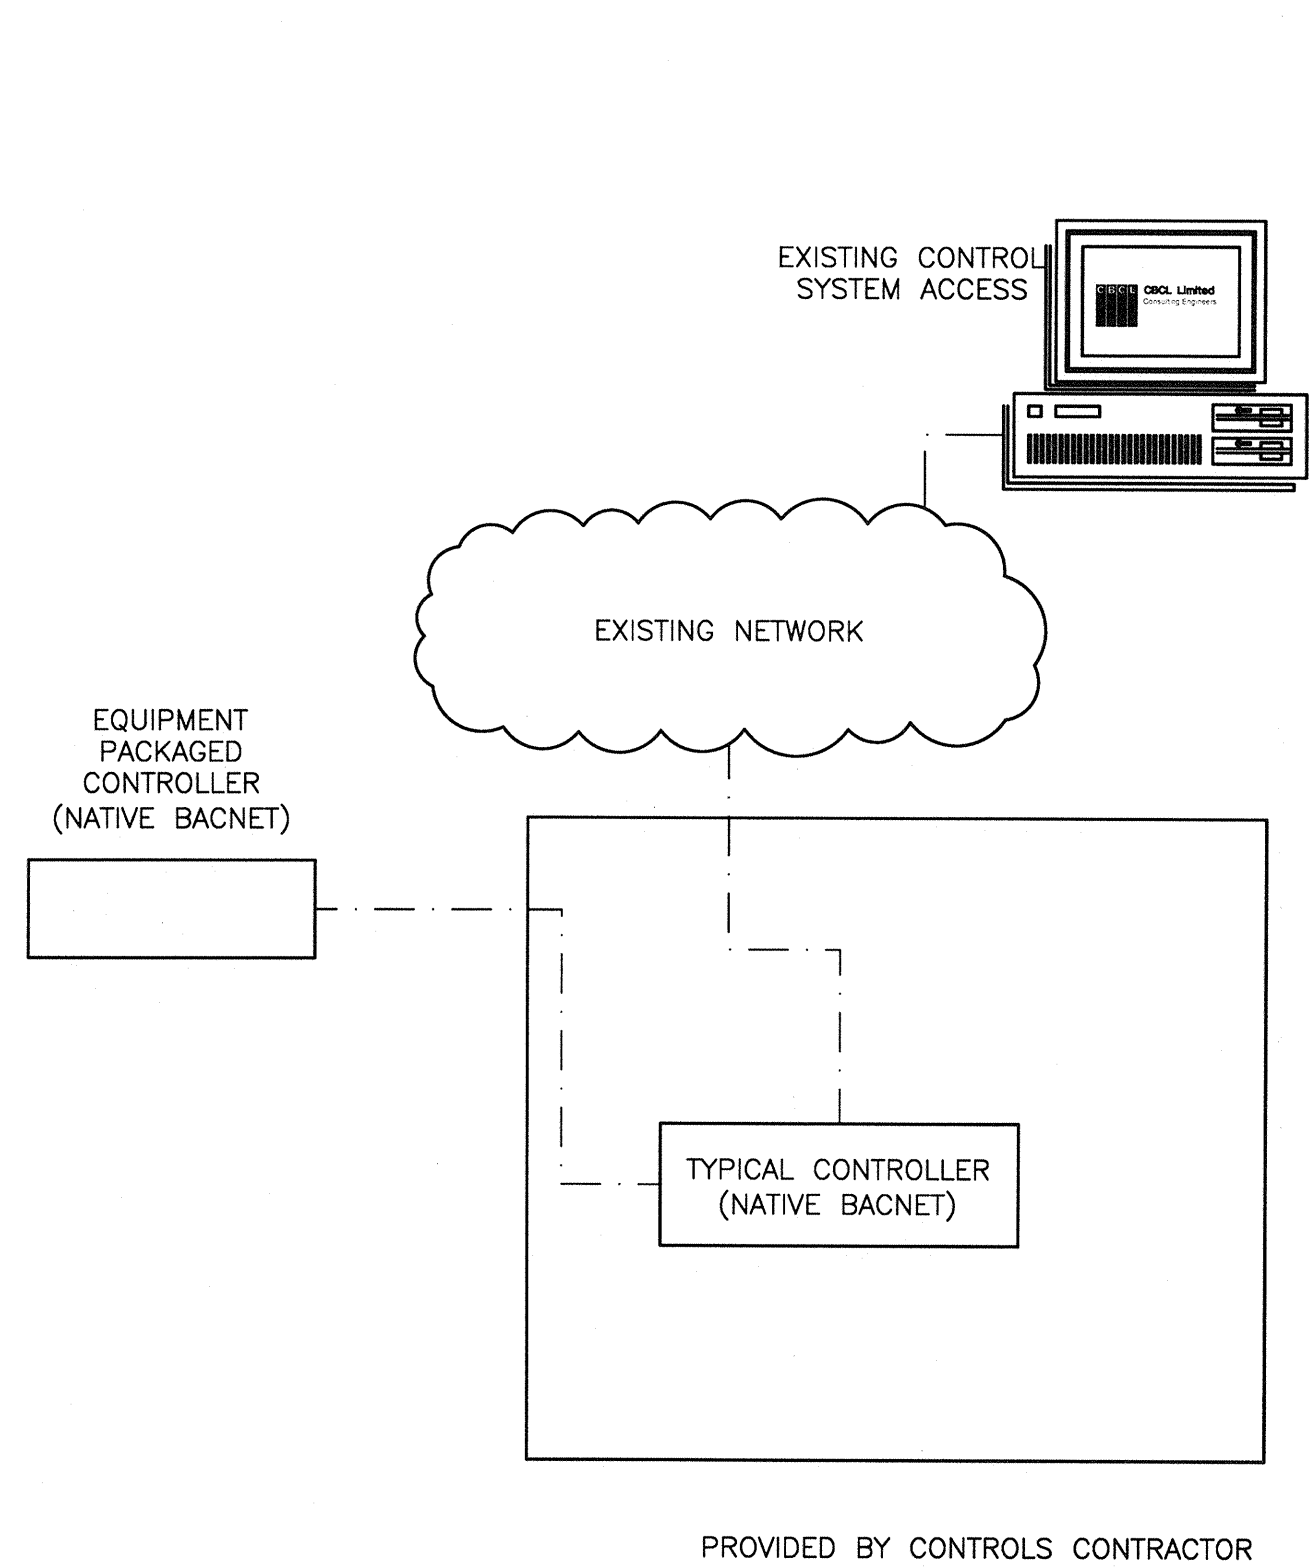 EXISTING CONTROL
SYSTEM ACCESS
CBCL
CBCL Limited
Consulting Engineers
EXISTING NETWORK
EQUIPMENT
PACKAGED
CONTROLLER
(NATIVE BACNET)
TYPICAL CONTROLLER
(NATIVE BACNET)
PROVIDED BY CONTROLS CONTRACTOR